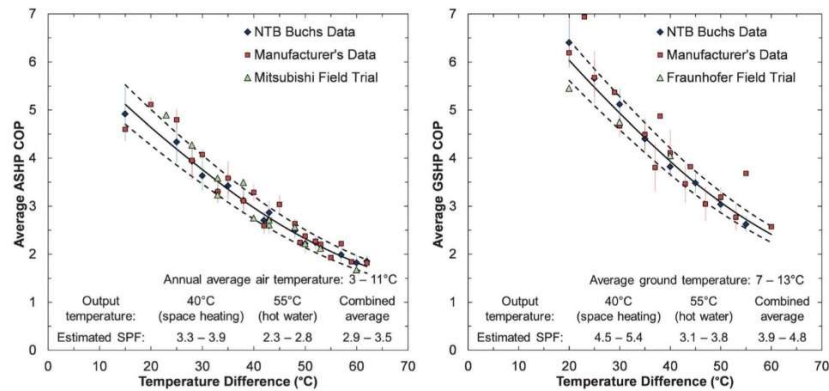 Average ASHP COP
7
6
5
4
3
2
1
0
NTB Buchs Data
Manufacturer's Data
Mitsubishi Field Trial
Annual average air temperature: 3 – 11°C
Output temperature: 40°C (space heating) 55°C (hot water) Combined average
Estimated SPF: 3.3 – 3.9 2.3 – 2.8 2.9 – 3.5
0 10 20 30 40 50 60 70
Temperature Difference (°C)
Average GSHP COP
7
6
5
4
3
2
1
0
NTB Buchs Data
Manufacturer's Data
Fraunhofer Field Trial
Average ground temperature: 7 – 13°C
Output temperature: 40°C (space heating) 55°C (hot water) Combined average
Estimated SPF: 4.5 – 5.4 3.1 – 3.8 3.9 – 4.8
0 10 20 30 40 50 60 70
Temperature Difference (°C)